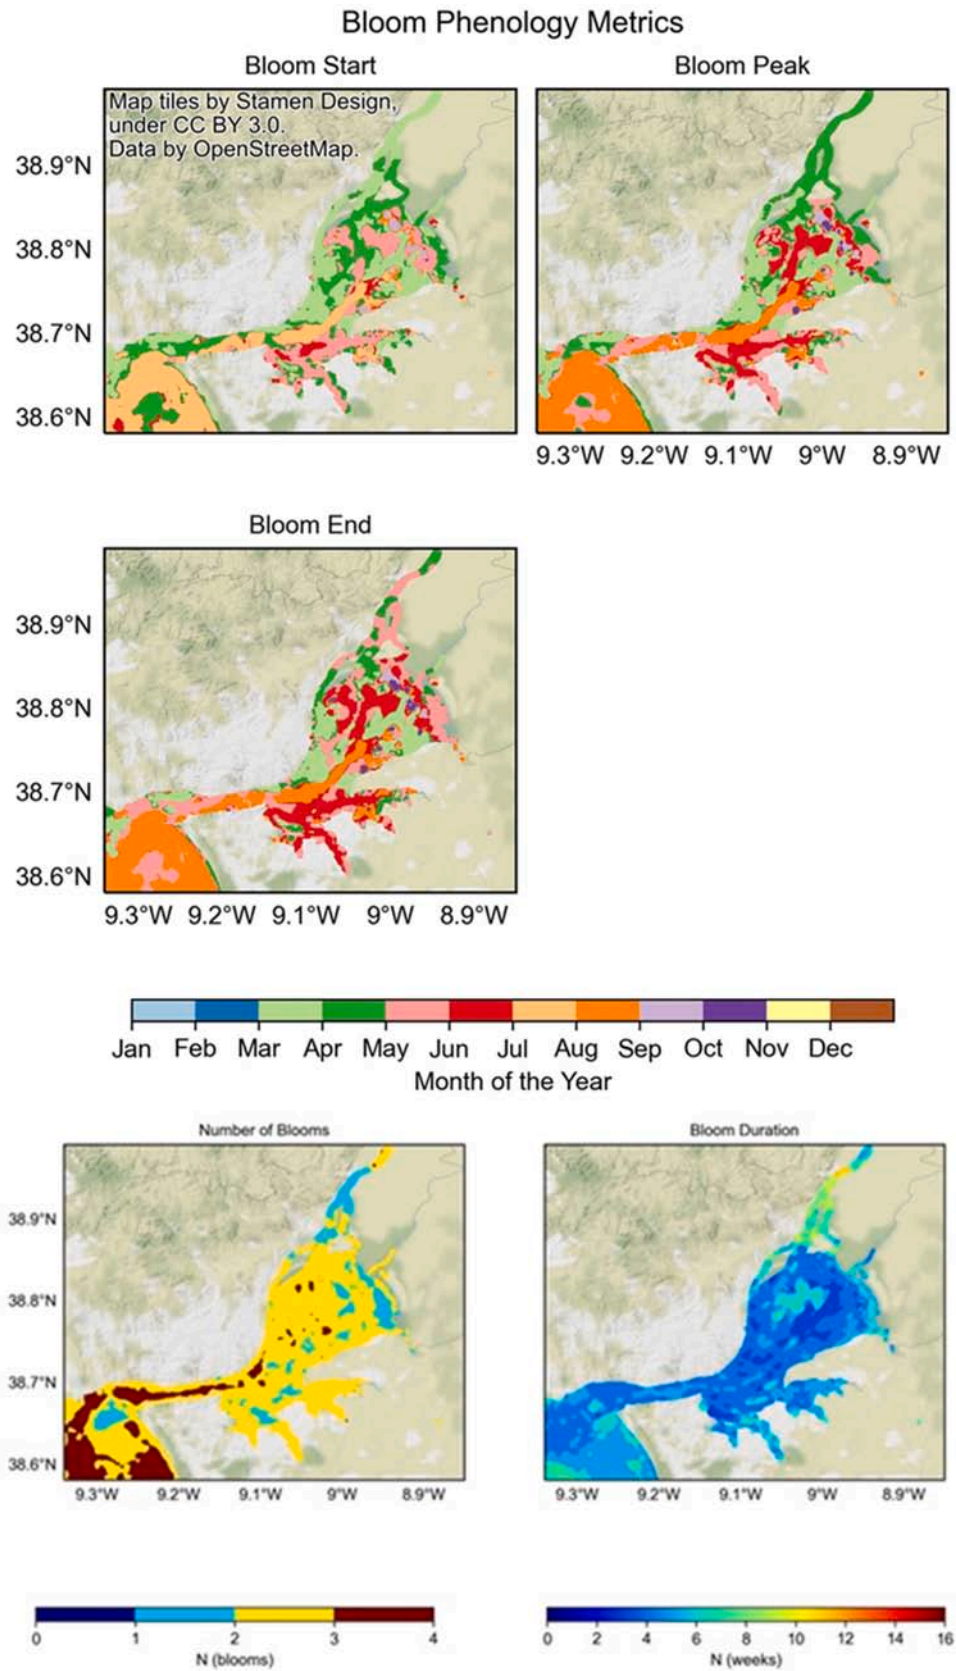 Bloom Phenology Metrics
Bloom Start
Bloom Peak
Map tiles by Stamen Design,
under CC BY 3.0.
Data by OpenStreetMap.
38.9°N
38.8°N
38.7°N
38.6°N
9.3°W 9.2°W 9.1°W 9°W 8.9°W
Bloom End
38.9°N
38.8°N
38.7°N
38.6°N
9.3°W 9.2°W 9.1°W 9°W 8.9°W
Jan Feb Mar Apr May Jun Jul Aug Sep Oct Nov Dec
Month of the Year
Number of Blooms
Bloom Duration
38.9°N
38.8°N
38.7°N
38.6°N
9.3°W 9.2°W 9.1°W 9°W 8.9°W
9.3°W 9.2°W 9.1°W 9°W 8.9°W
0 1 2 3 4
N (blooms)
0 2 4 6 8 10 12 14 16
N (weeks)